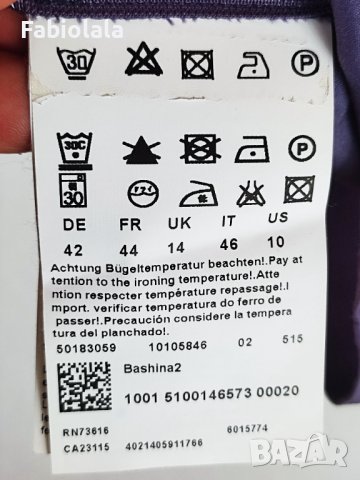 Fabiolala
30
P
30C
P
30
DE FR UK IT US
42 44 14 46 10
Achtung Bügeltemperatur beachten!.Pay at
tention to the ironing temperature!.Atte
ntion respecter température repassage!.I
mport. verificar temperatura do ferro de
passer!.Precaución considere la tempera
tura del planchado!.
50183059 10105846 02 515
Bashina2
1001 5100146573 00020
RN73616 6015774
CA23115 4021405911766
bazar
БАЗАР